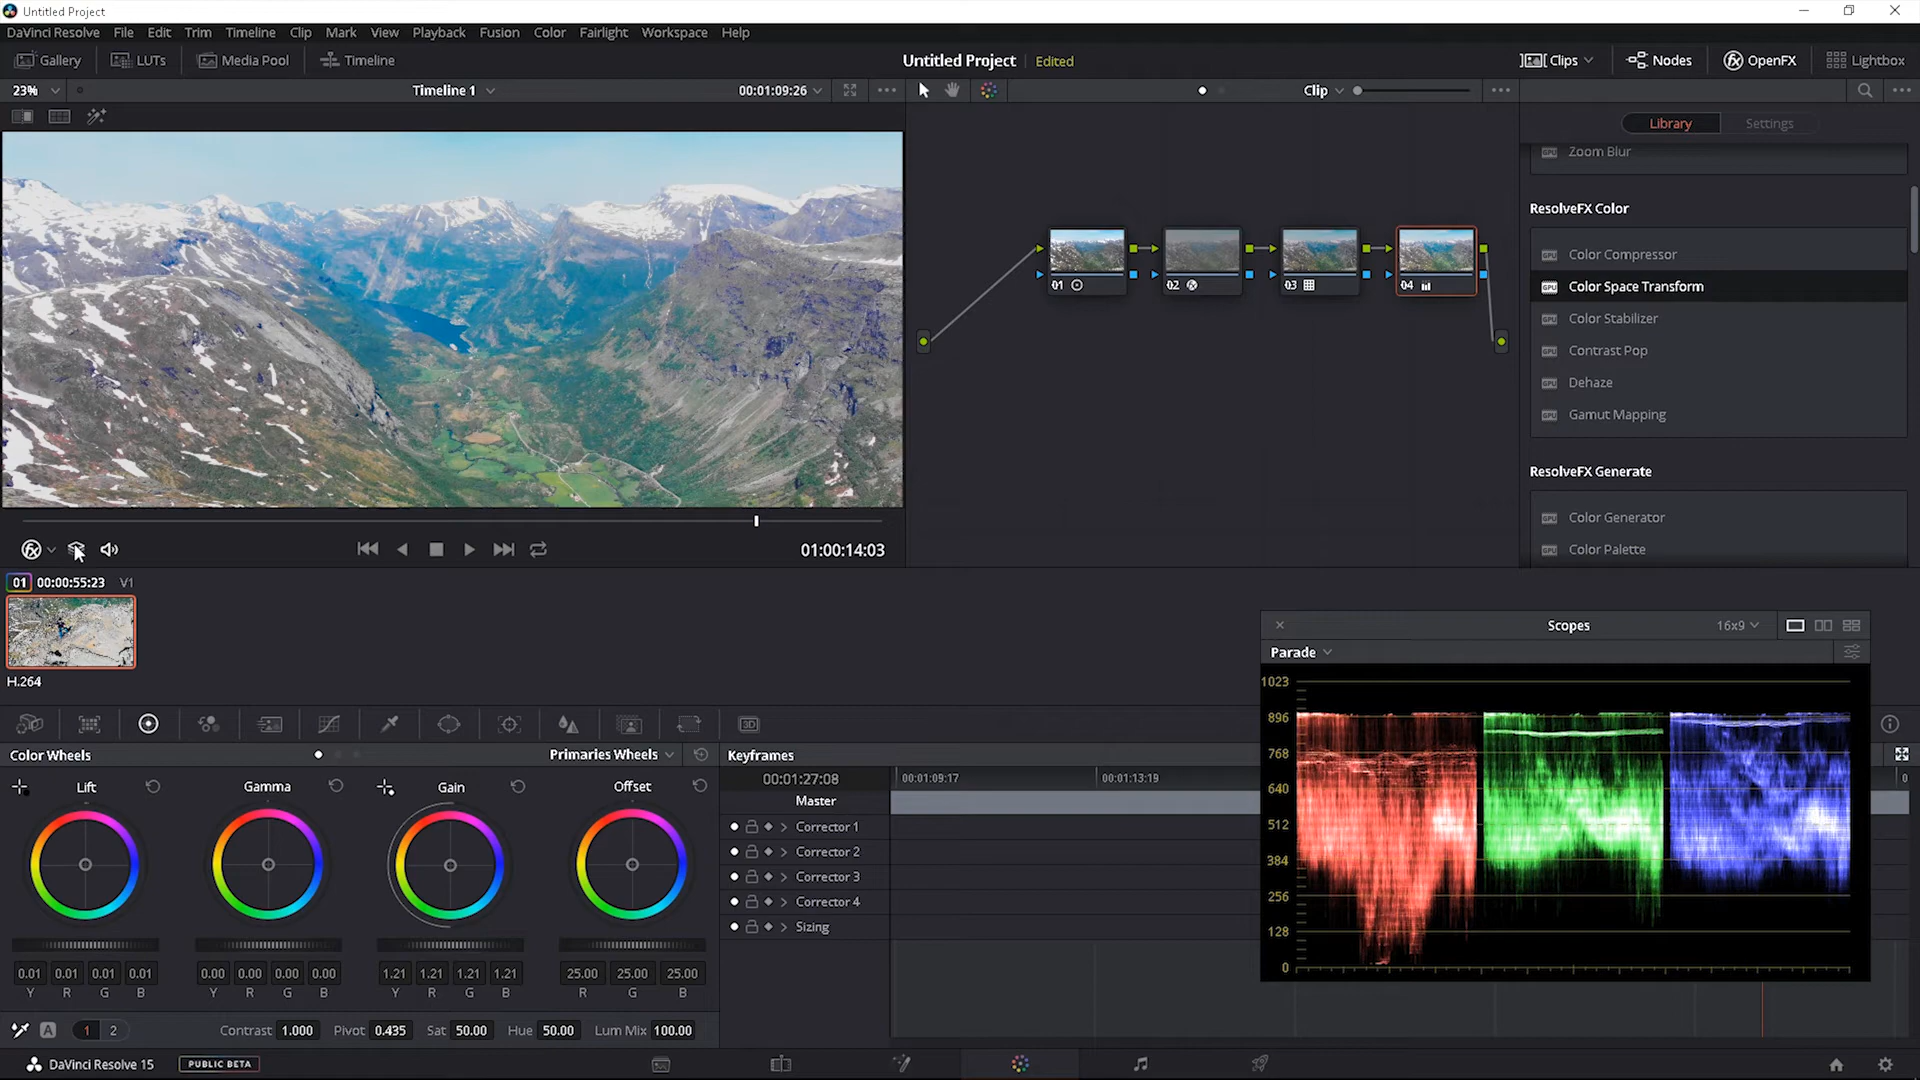 Untitled Project
DaVinci Resolve File Edit Trim Timeline Clip Mark View Playback Fusion Color Fairlight Workspace Help
Gallery LUTs Media Pool Timeline Untitled Project Edited Clips Nodes OpenFX Lightbox
23% Timeline 1 00:01:09:26 Clip
Library Settings
Zoom Blur
ResolveFX Color
Color Compressor
Color Space Transform
Color Stabilizer
Contrast Pop
Dehaze
Gamut Mapping
ResolveFX Generate
Color Generator
Color Palette
01
02
03
04
01:00:14:03
01 00:00:55:23 V1
H.264
Scopes 16x9
Parade
1023
896
768
640
512
384
256
128
0
Color Wheels Primaries Wheels
Lift Gamma Gain Offset
0.01 0.01 0.01 0.01 0.00 0.00 0.00 0.00 1.21 1.21 1.21 1.21 25.00 25.00 25.00
Y R G B Y R G B Y R G B R G B
A 1 2 Contrast 1.000 Pivot 0.435 Sat 50.00 Hue 50.00 Lum Mix 100.00
Keyframes
00:01:27:08 00:01:09:17 00:01:13:19 0
Master
Corrector 1
Corrector 2
Corrector 3
Corrector 4
Sizing
DaVinci Resolve 15 PUBLIC BETA